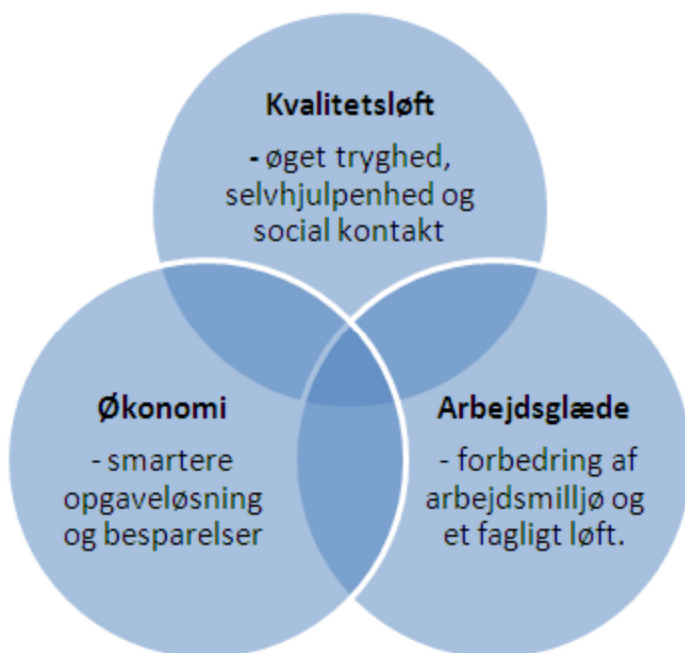 Kvalitetsløft
- øget tryghed,
selvhjulpenhed og
social kontakt
Økonomi
- smartere
opgaveløsning
og besparelser
Arbejdsglæde
- forbedring af
arbejdsmilljø og
et fagligt løft.